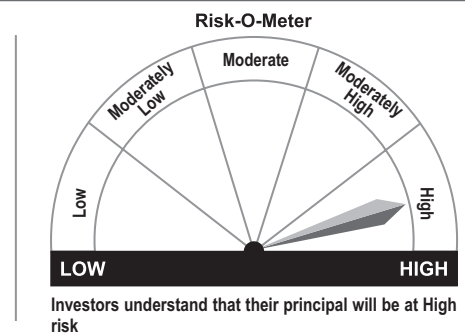 Risk-O-Meter
Moderate
Moderately
Low
Moderately
High
Low
High
LOW HIGH
Investors understand that their principal will be at High
risk